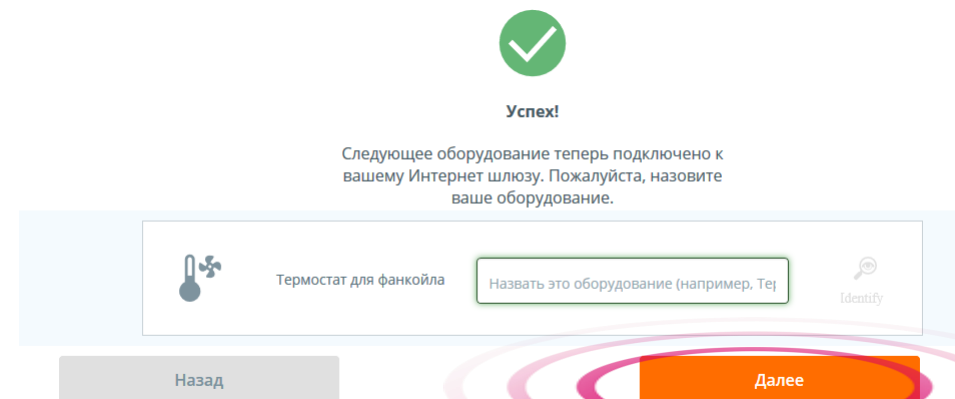 Успех!
Следующее оборудование теперь подключено к
вашему Интернет шлюзу. Пожалуйста, назовите
ваше оборудование.
Термостат для фанкойла
Назвать это оборудование (например, Тер
Identify
Назад
Далее